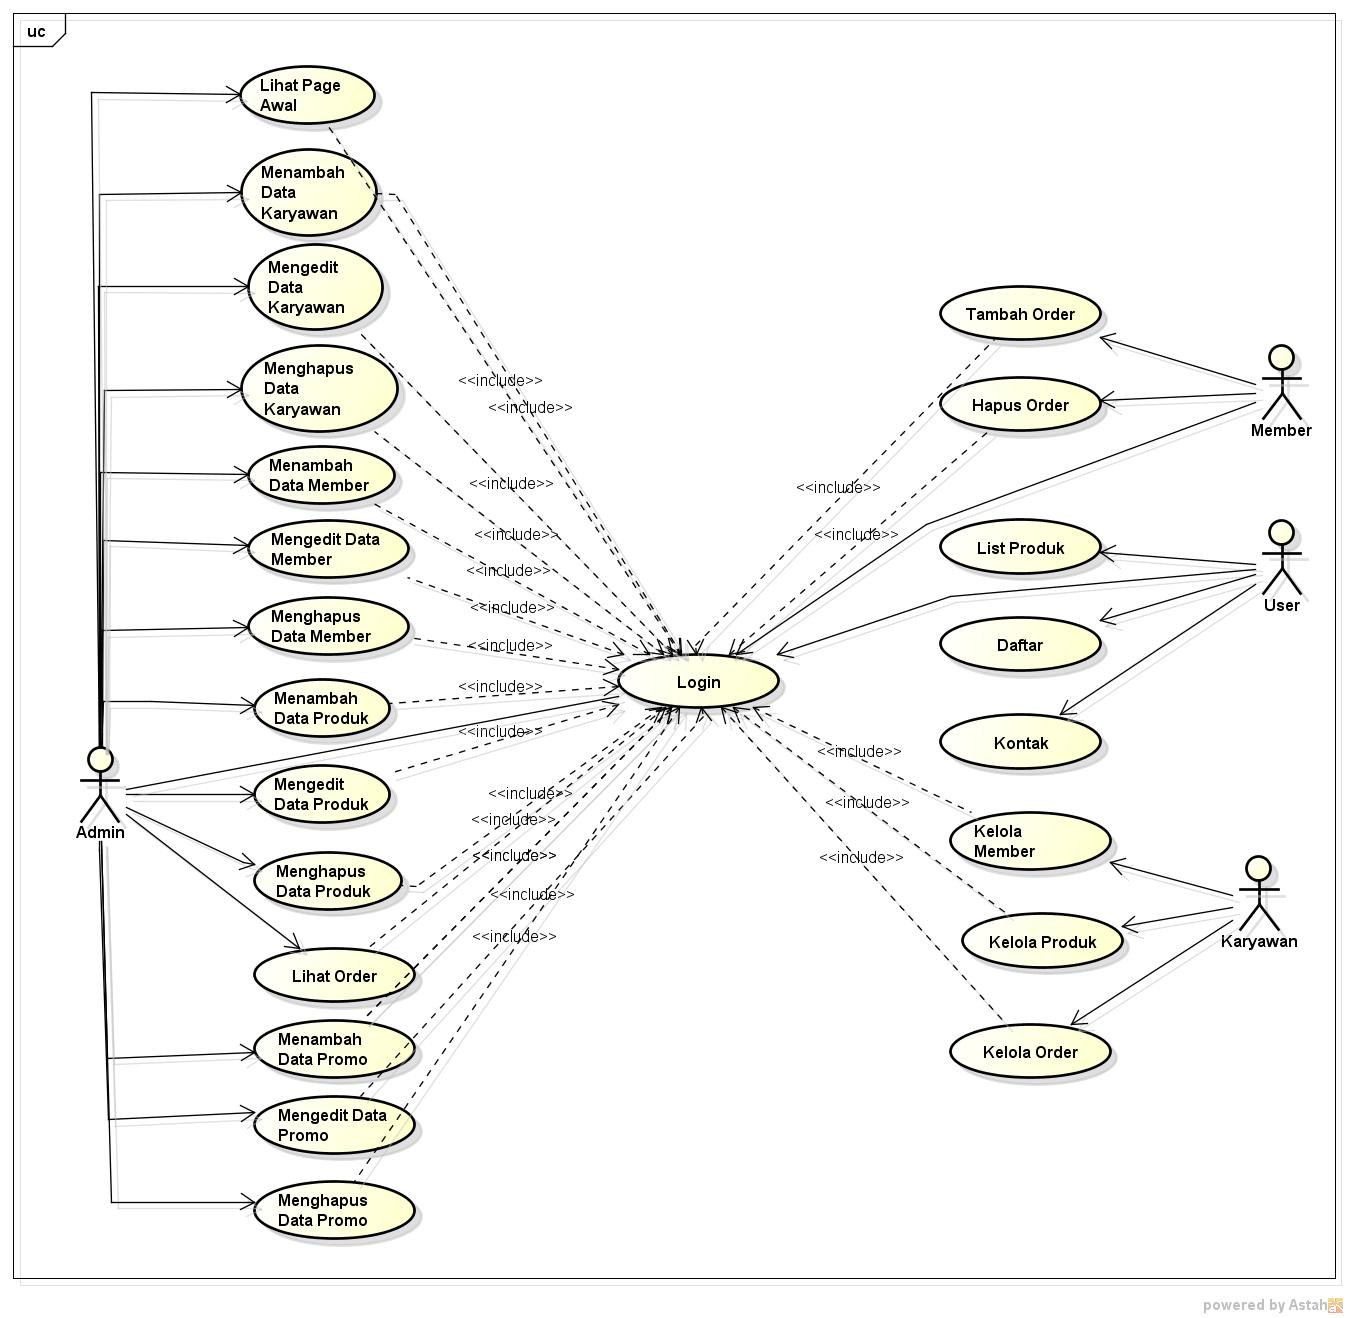 uc
Lihat Page
Awal
Menambah
Data
Karyawan
Mengedit
Data
Karyawan
Menghapus
Data
Karyawan
Menambah
Data Member
Mengedit Data
Member
Menghapus
Data Member
Menambah
Data Produk
Mengedit
Data Produk
Menghapus
Data Produk
Lihat Order
Menambah
Data Promo
Mengedit Data
Promo
Menghapus
Data Promo
Admin
<<include>>
<<include>>
<<include>>
<<include>>
<<include>>
<<include>>
<<include>>
<<include>>
<<include>>
<<include>>
<<include>>
<<include>>
<<include>>
<<include>>
Login
<<include>>
<<include>>
<<include>>
<<include>>
<<include>>
Tambah Order
Hapus Order
List Produk
Daftar
Kontak
Kelola
Member
Kelola Produk
Kelola Order
Member
User
Karyawan
powered by Astah